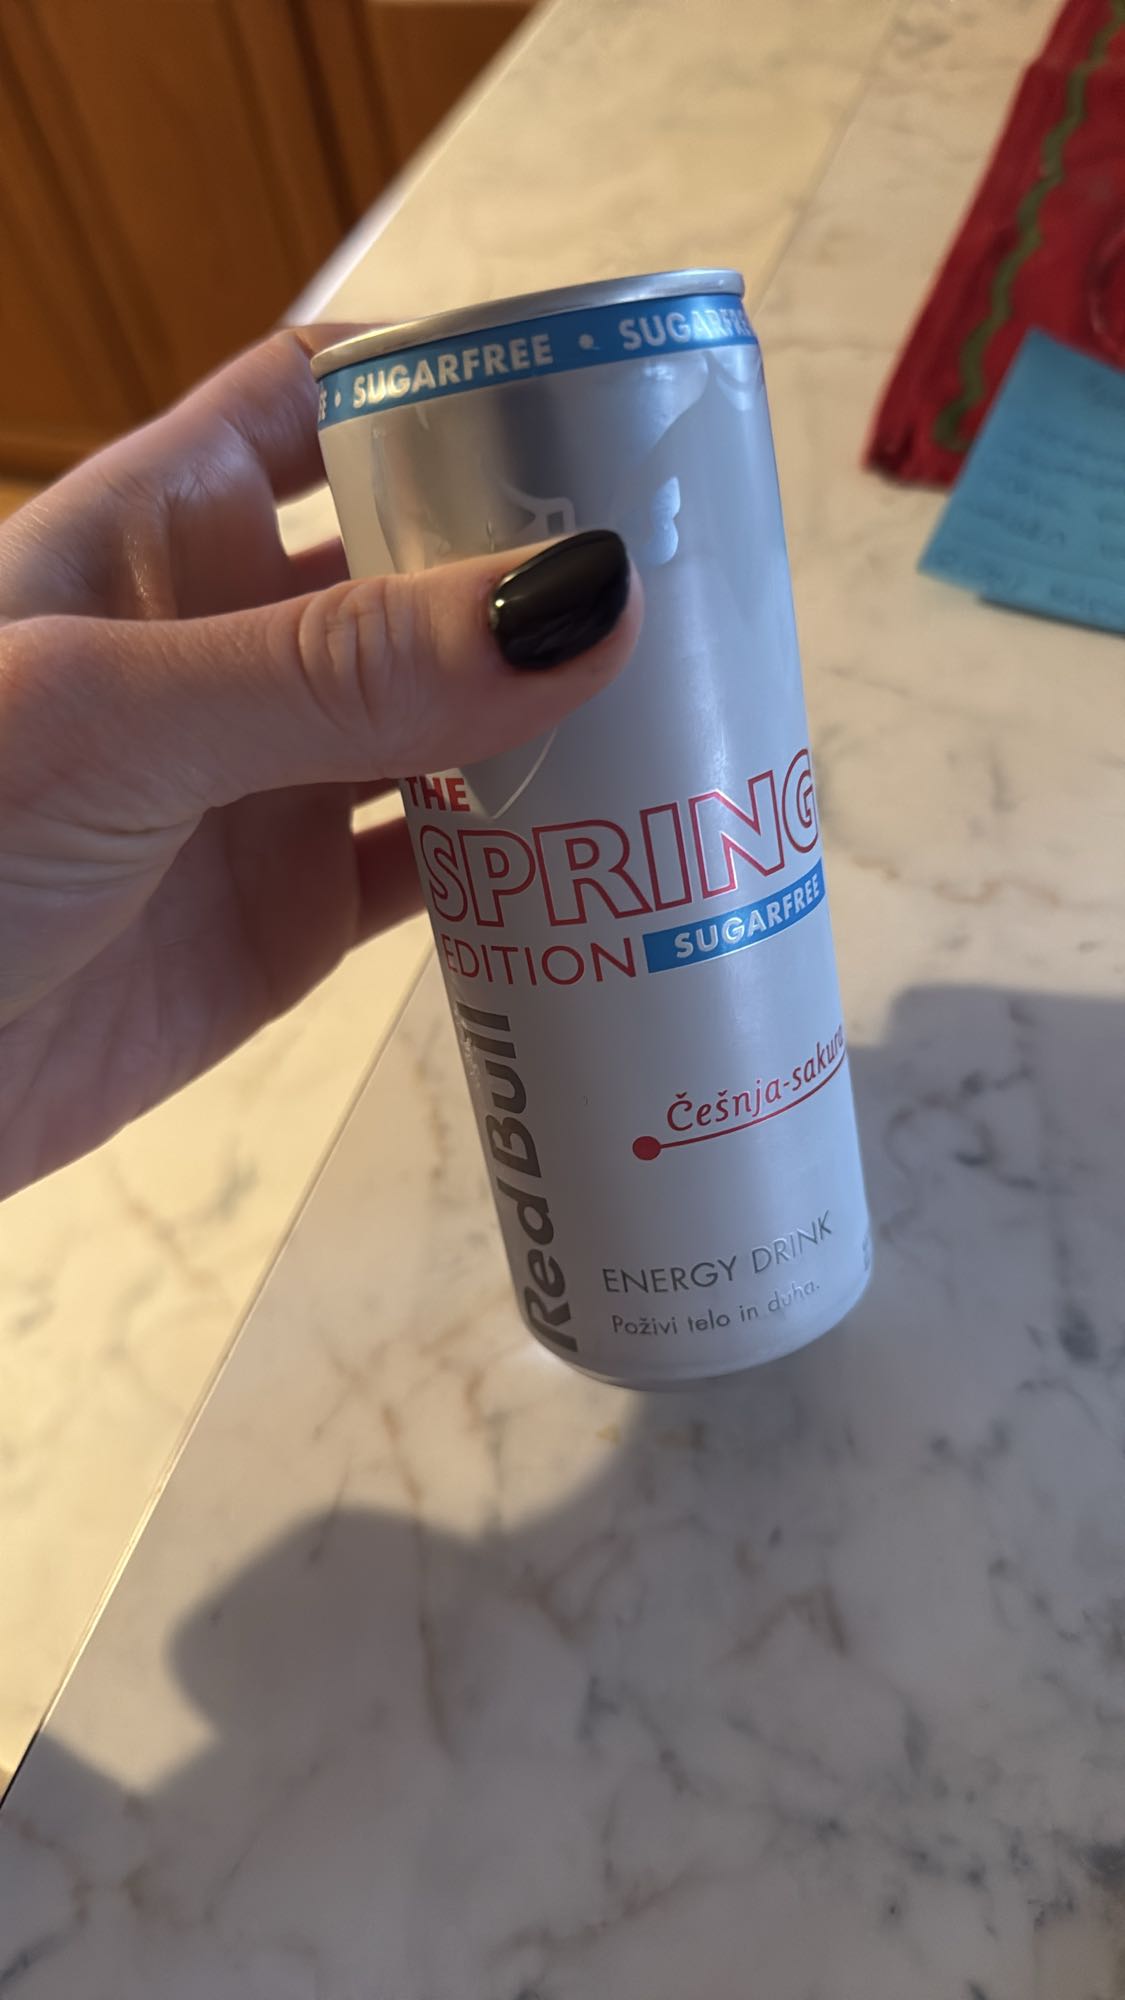 SUGARFREE • SUGARFREE
THE
SPRING
EDITION SUGARFREE
Red Bull
Češnja-sakura
ENERGY DRINK
Poživi telo in duha.